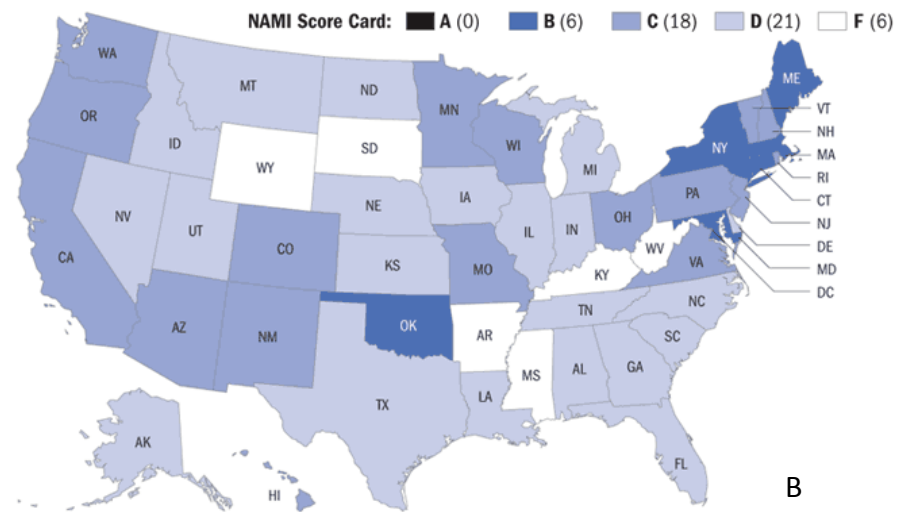 NAMI Score Card: A (0) B (6) C (18) D (21) F (6)
WA
ME
MT
ND
VT
OR
MN
NH
ID
WI
NY
SD
MA
WY
MI
RI
PA
CT
IA
NE
NV
OH
NJ
UT
IL
IN
DE
CO
WV
CA
KS
MO
VA
MD
KY
DC
NC
TN
AZ
OK
NM
AR
SC
MS
AL
GA
TX
LA
AK
FL
HI
B